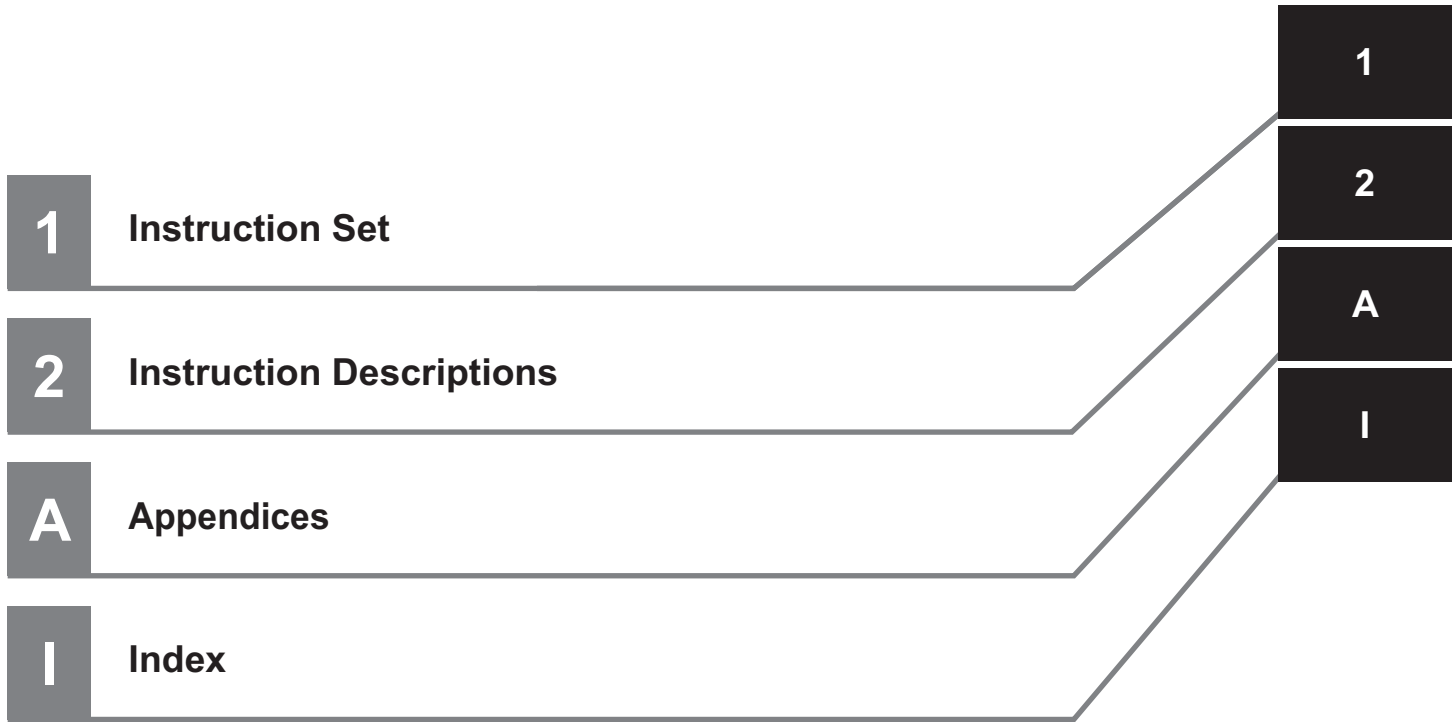 1 Instruction Set
2 Instruction Descriptions
A Appendices
I Index
1
2
A
I